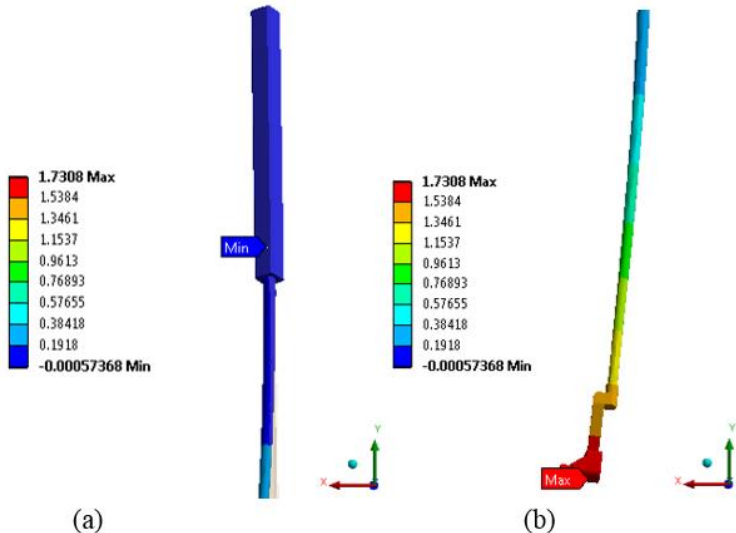 1.7308 Max
1.5384
1.3461
1.1537
0.9613
0.76893
0.57655
0.38418
0.1918
-0.00057368 Min
Min
Y
X
(a)
1.7308 Max
1.5384
1.3461
1.1537
0.9613
0.76893
0.57655
0.38418
0.1918
-0.00057368 Min
Max
Y
X
(b)